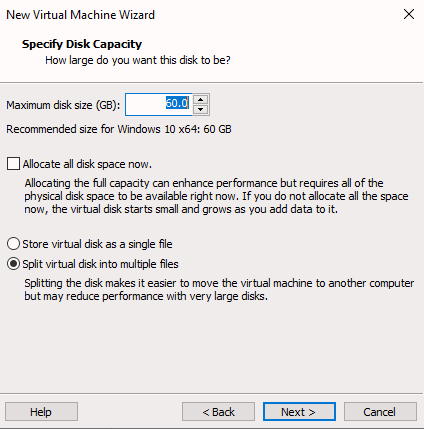 New Virtual Machine Wizard
Specify Disk Capacity
How large do you want this disk to be?
Maximum disk size (GB): 60.0
Recommended size for Windows 10 x64: 60 GB
Allocate all disk space now.
Allocating the full capacity can enhance performance but requires all of the
physical disk space to be available right now. If you do not allocate all the space
now, the virtual disk starts small and grows as you add data to it.
Store virtual disk as a single file
Split virtual disk into multiple files
Splitting the disk makes it easier to move the virtual machine to another computer
but may reduce performance with very large disks.
Help < Back Next > Cancel